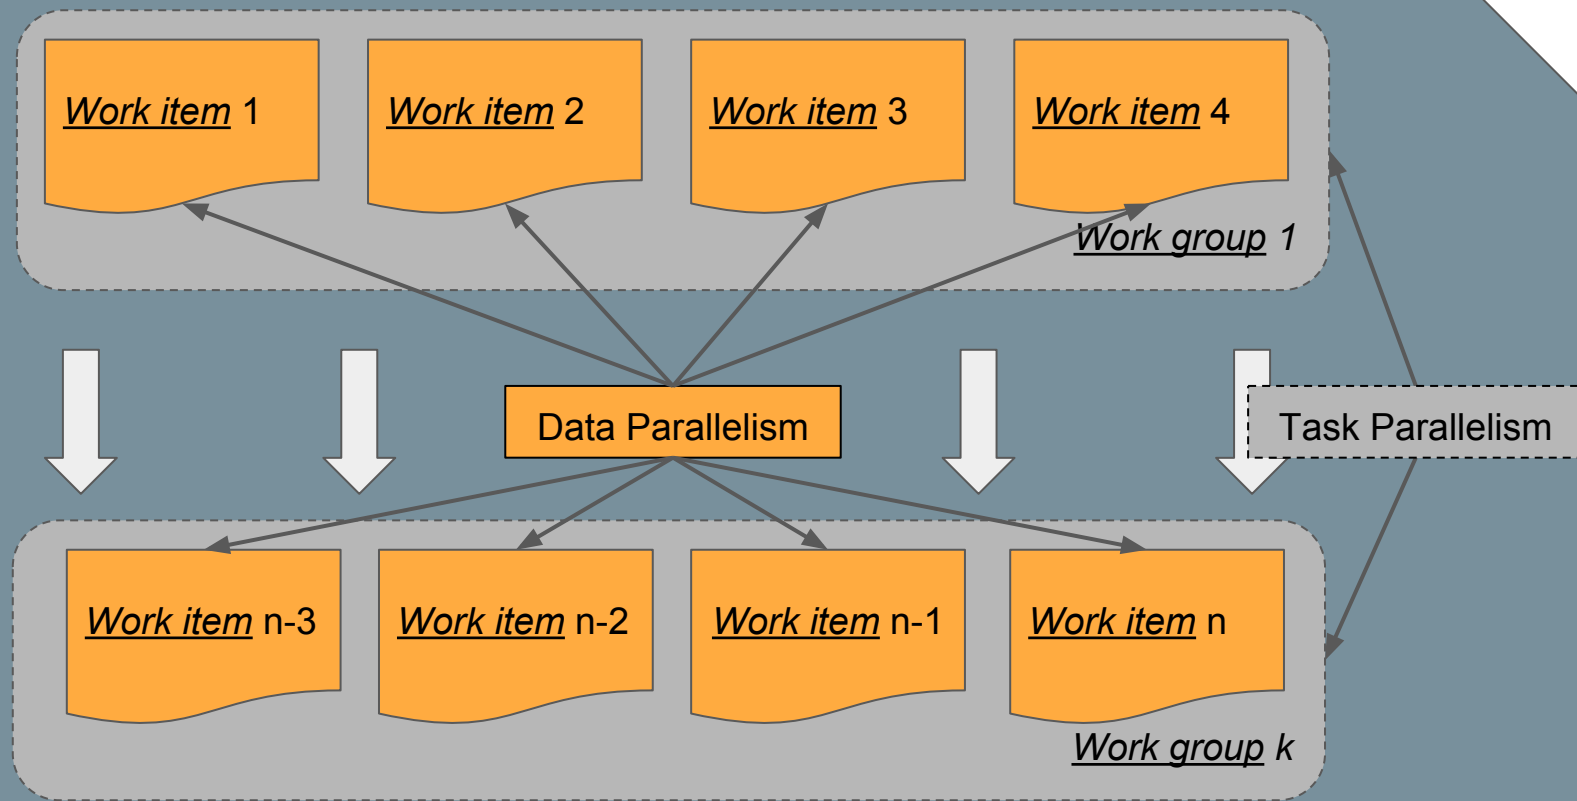 Work item 1
Work item 2
Work item 3
Work item 4
Work group 1
Data Parallelism
Task Parallelism
Work item n-3
Work item n-2
Work item n-1
Work item n
Work group k